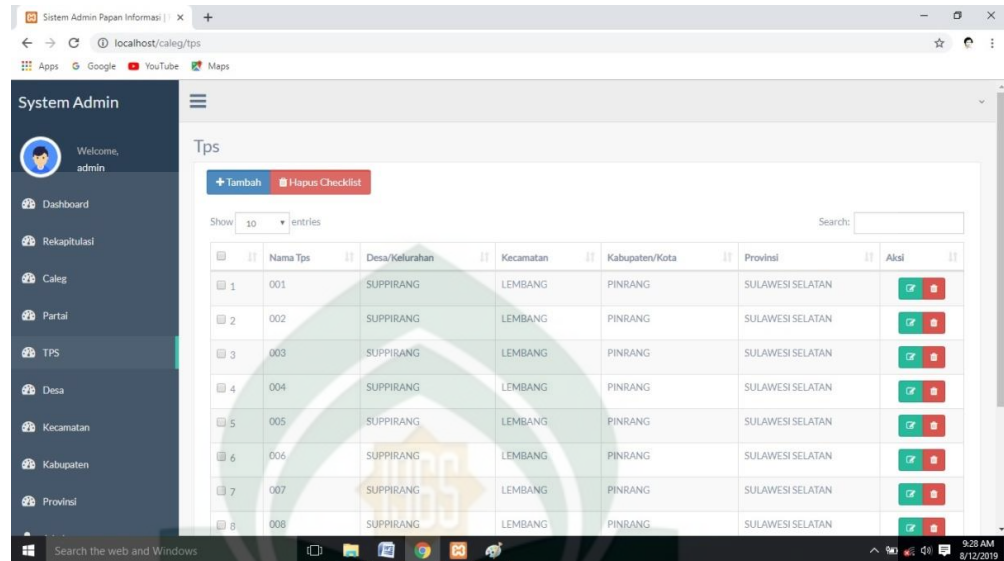 Sistem Admin Papan Informasi |
localhost/caleg/tps
Apps Google YouTube Maps
System Admin
Welcome,
admin
Dashboard
Rekapitulasi
Caleg
Partai
TPS
Desa
Kecamatan
Kabupaten
Provinsi
Tps
+Tambah Hapus Checklist
Show 10 entries Search:
Nama Tps Desa/Kelurahan Kecamatan Kabupaten/Kota Provinsi Aksi
1 001 SUPPIRANG LEMBANG PINRANG SULAWESI SELATAN
2 002 SUPPIRANG LEMBANG PINRANG SULAWESI SELATAN
3 003 SUPPIRANG LEMBANG PINRANG SULAWESI SELATAN
4 004 SUPPIRANG LEMBANG PINRANG SULAWESI SELATAN
5 005 SUPPIRANG LEMBANG PINRANG SULAWESI SELATAN
6 006 SUPPIRANG LEMBANG PINRANG SULAWESI SELATAN
7 007 SUPPIRANG LEMBANG PINRANG SULAWESI SELATAN
8 008 SUPPIRANG LEMBANG PINRANG SULAWESI SELATAN
Search the web and Windows
9:28 AM
8/12/2019